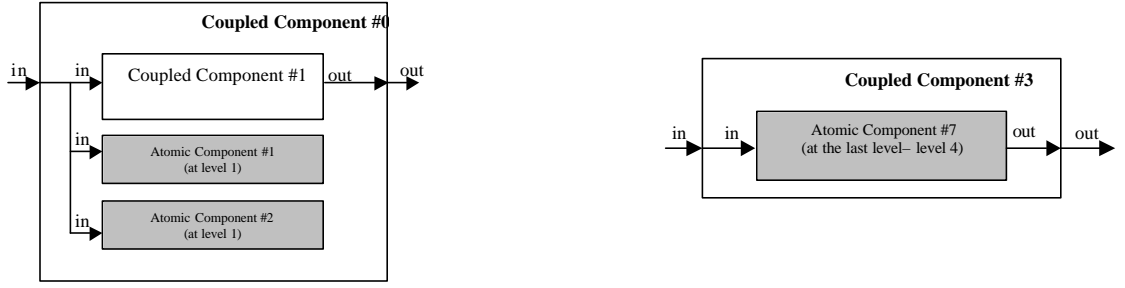 Coupled Component #0
in
in
Coupled Component #1
out
out
in
Atomic Component #1
(at level 1)
in
Atomic Component #2
(at level 1)
Coupled Component #3
in
in
Atomic Component #7
(at the last level– level 4)
out
out